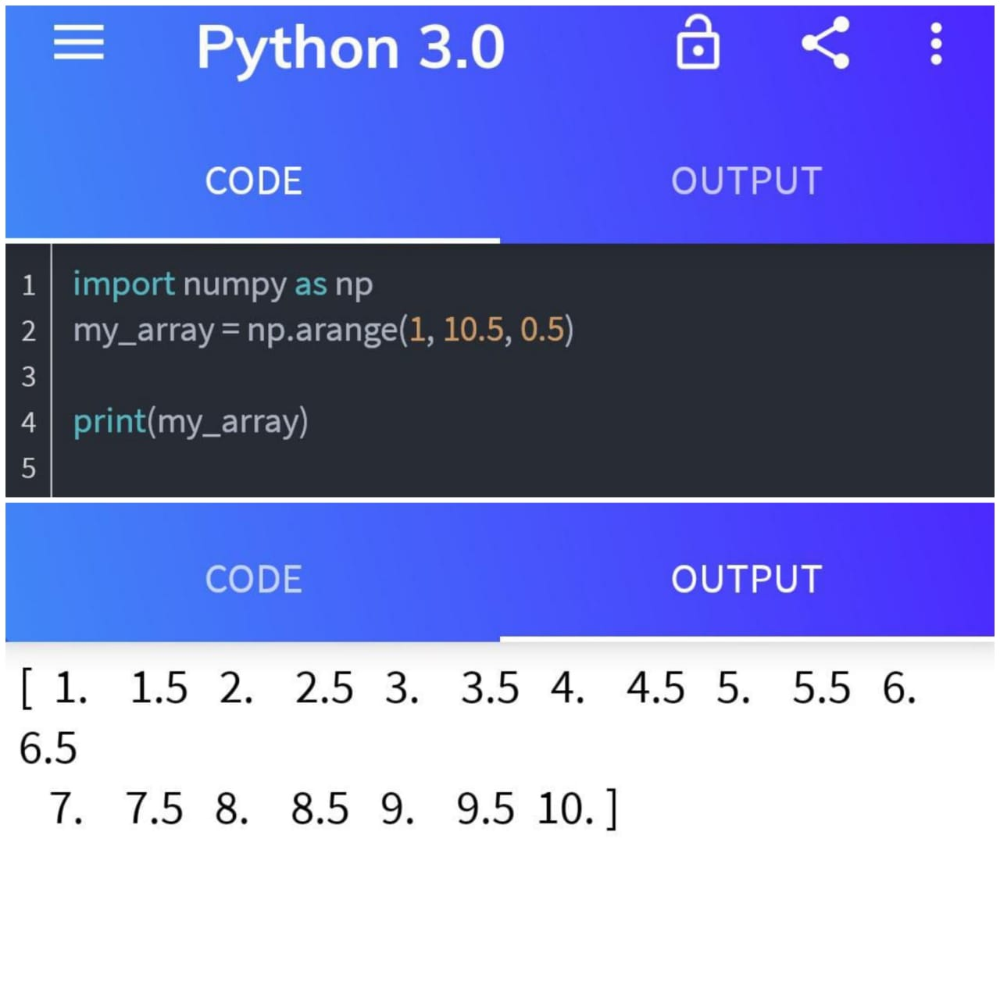 Python 3.0
CODE OUTPUT
1 import numpy as np
2 my_array = np.arange(1, 10.5, 0.5)
3
4 print(my_array)
5
CODE OUTPUT
[ 1. 1.5 2. 2.5 3. 3.5 4. 4.5 5. 5.5 6.
6.5
7. 7.5 8. 8.5 9. 9.5 10. ]